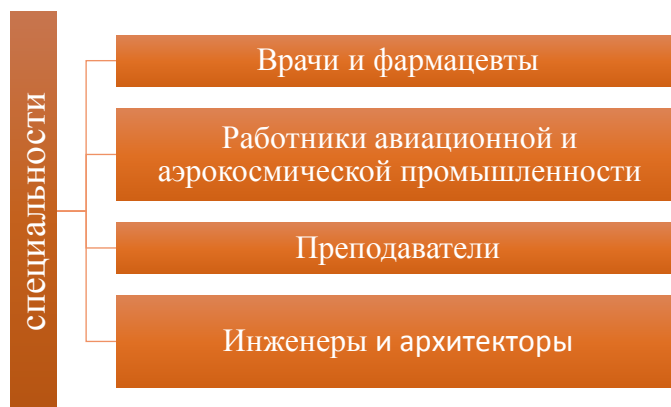 специальности
Врачи и фармацевты
Работники авиационной и
аэрокосмической промышленности
Преподаватели
Инженеры и архитекторы